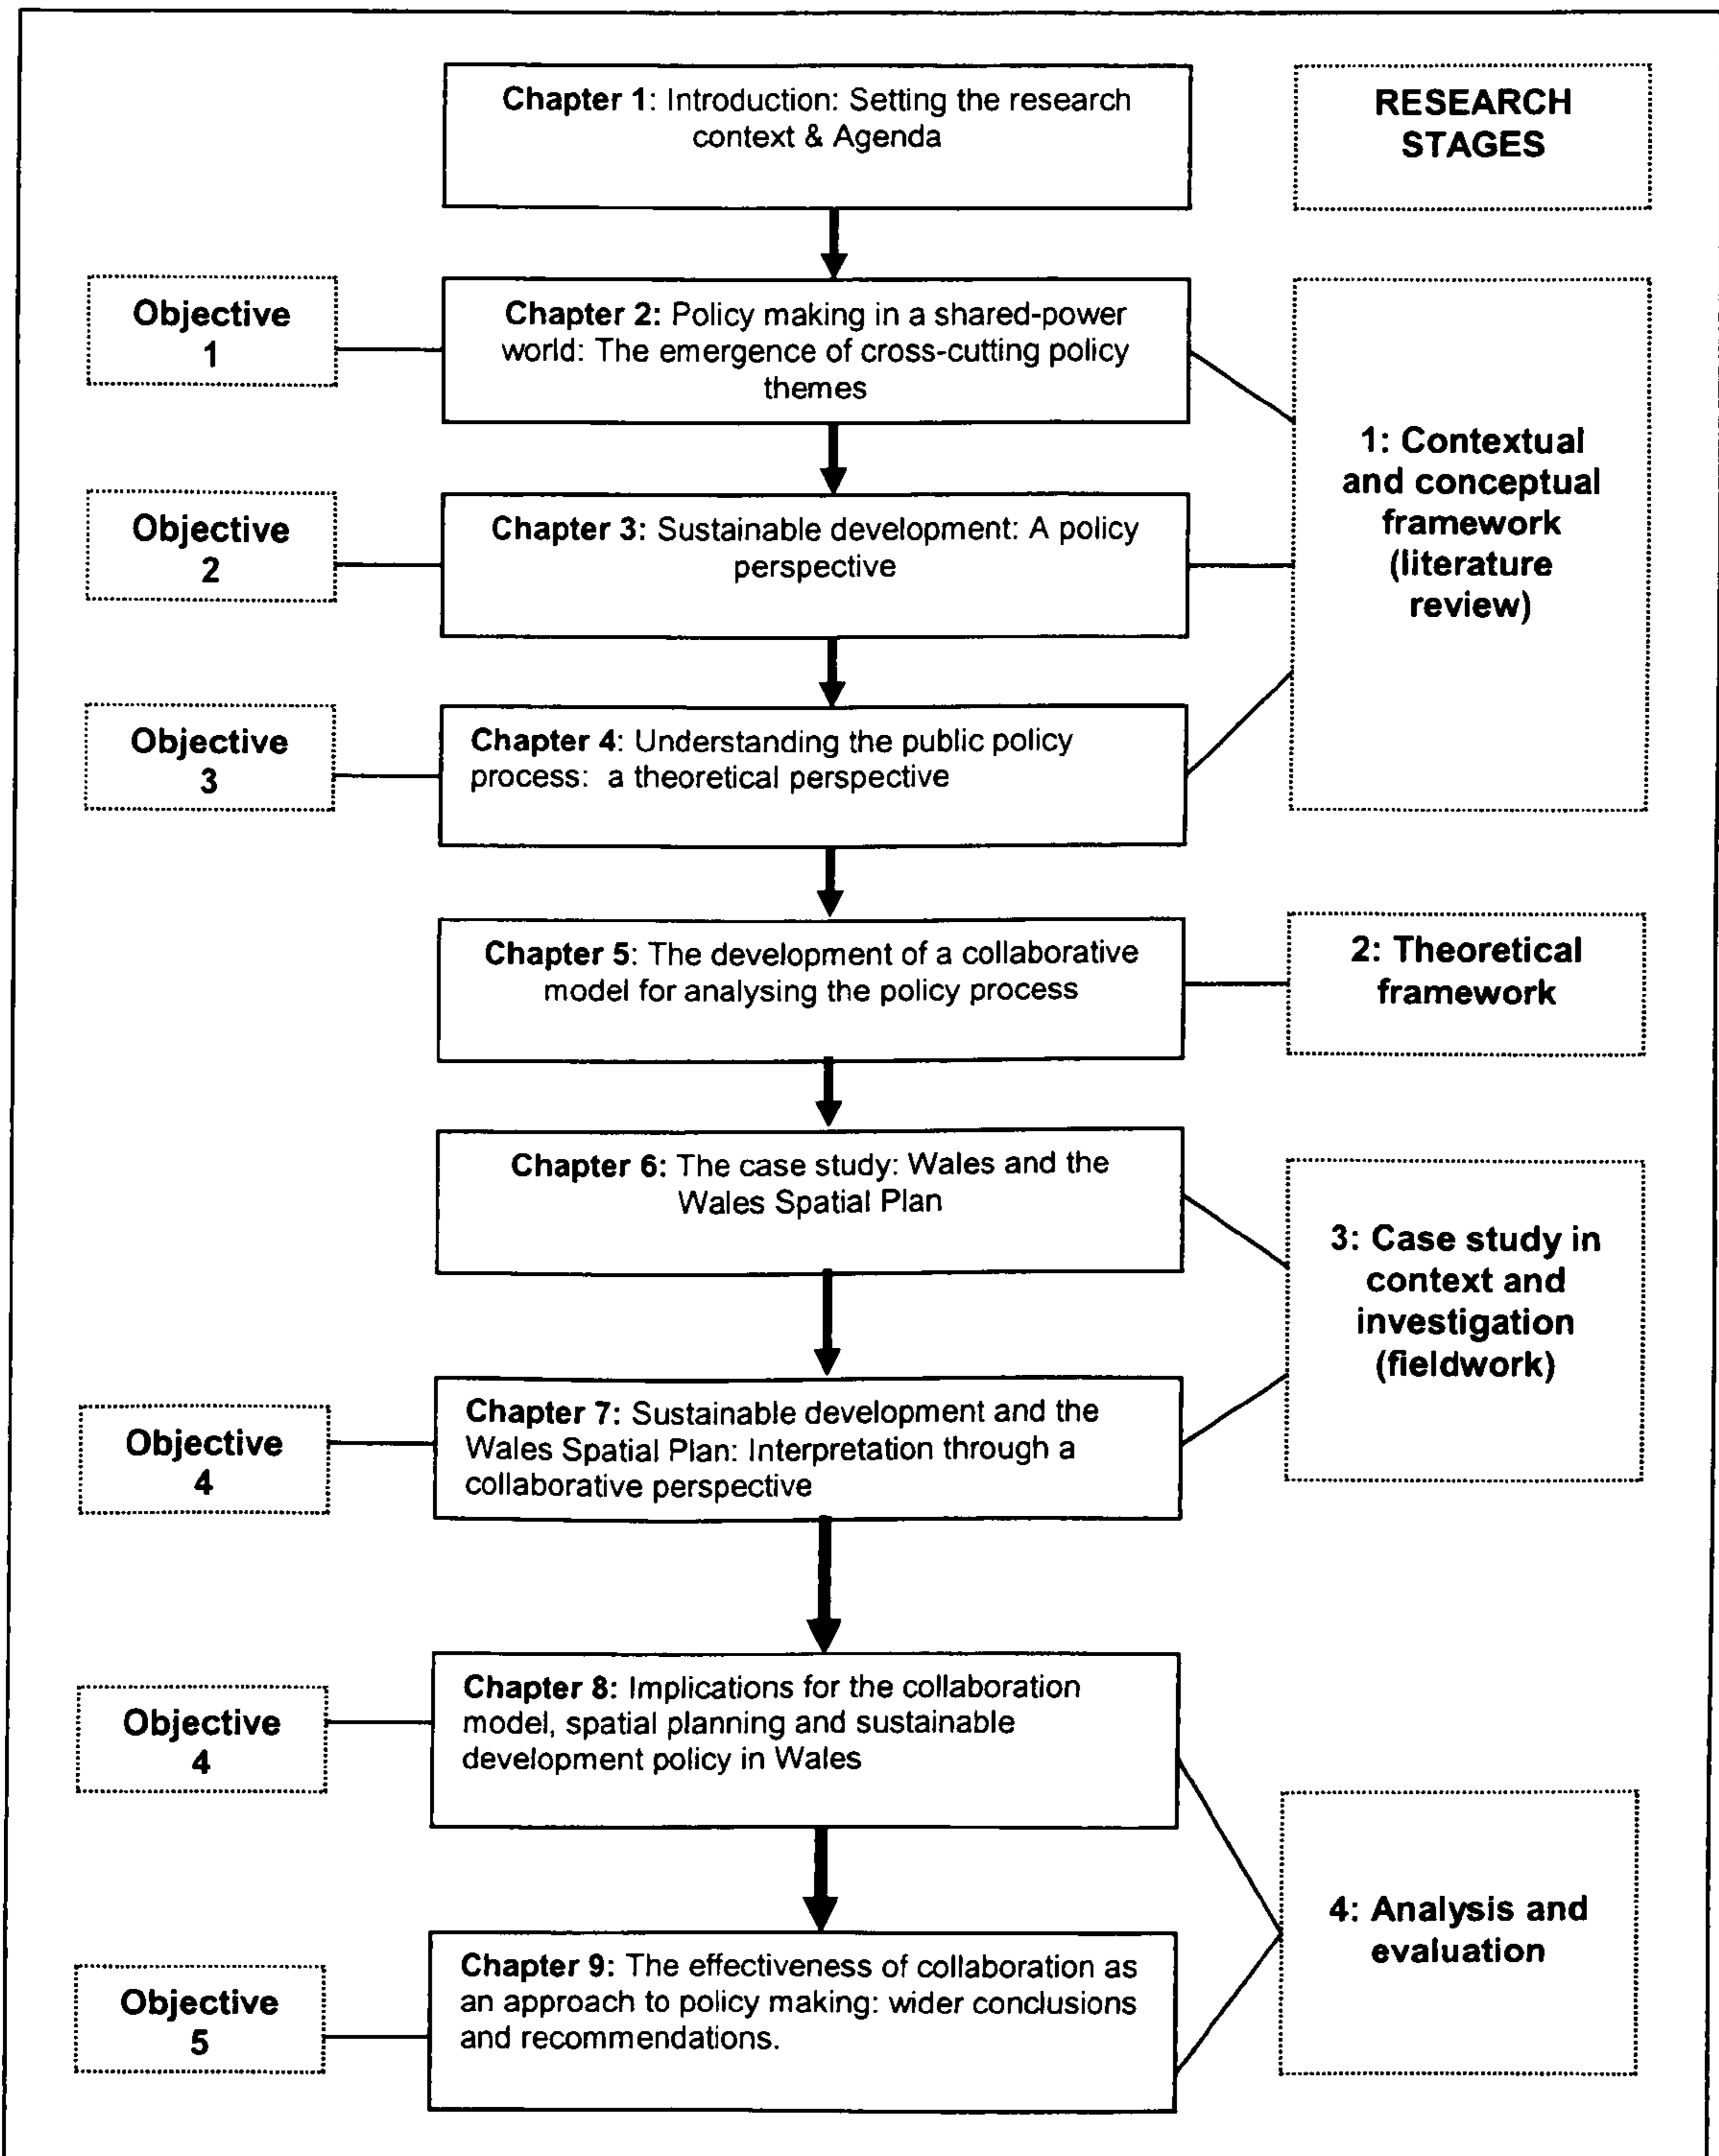 Chapter 1: Introduction: Setting the research
context & Agenda
RESEARCH
STAGES
Objective
1
Chapter 2: Policy making in a shared-power
world: The emergence of cross-cutting policy
themes
1: Contextual
and conceptual
framework
(literature
review)
Objective
2
Chapter 3: Sustainable development: A policy
perspective
Objective
3
Chapter 4: Understanding the public policy
process: a theoretical perspective
Chapter 5: The development of a collaborative
model for analysing the policy process
2: Theoretical
framework
Chapter 6: The case study: Wales and the
Wales Spatial Plan
3: Case study in
context and
investigation
(fieldwork)
Objective
4
Chapter 7: Sustainable development and the
Wales Spatial Plan: Interpretation through a
collaborative perspective
Objective
4
Chapter 8: Implications for the collaboration
model, spatial planning and sustainable
development policy in Wales
4: Analysis and
evaluation
Objective
5
Chapter 9: The effectiveness of collaboration as
an approach to policy making: wider conclusions
and recommendations.